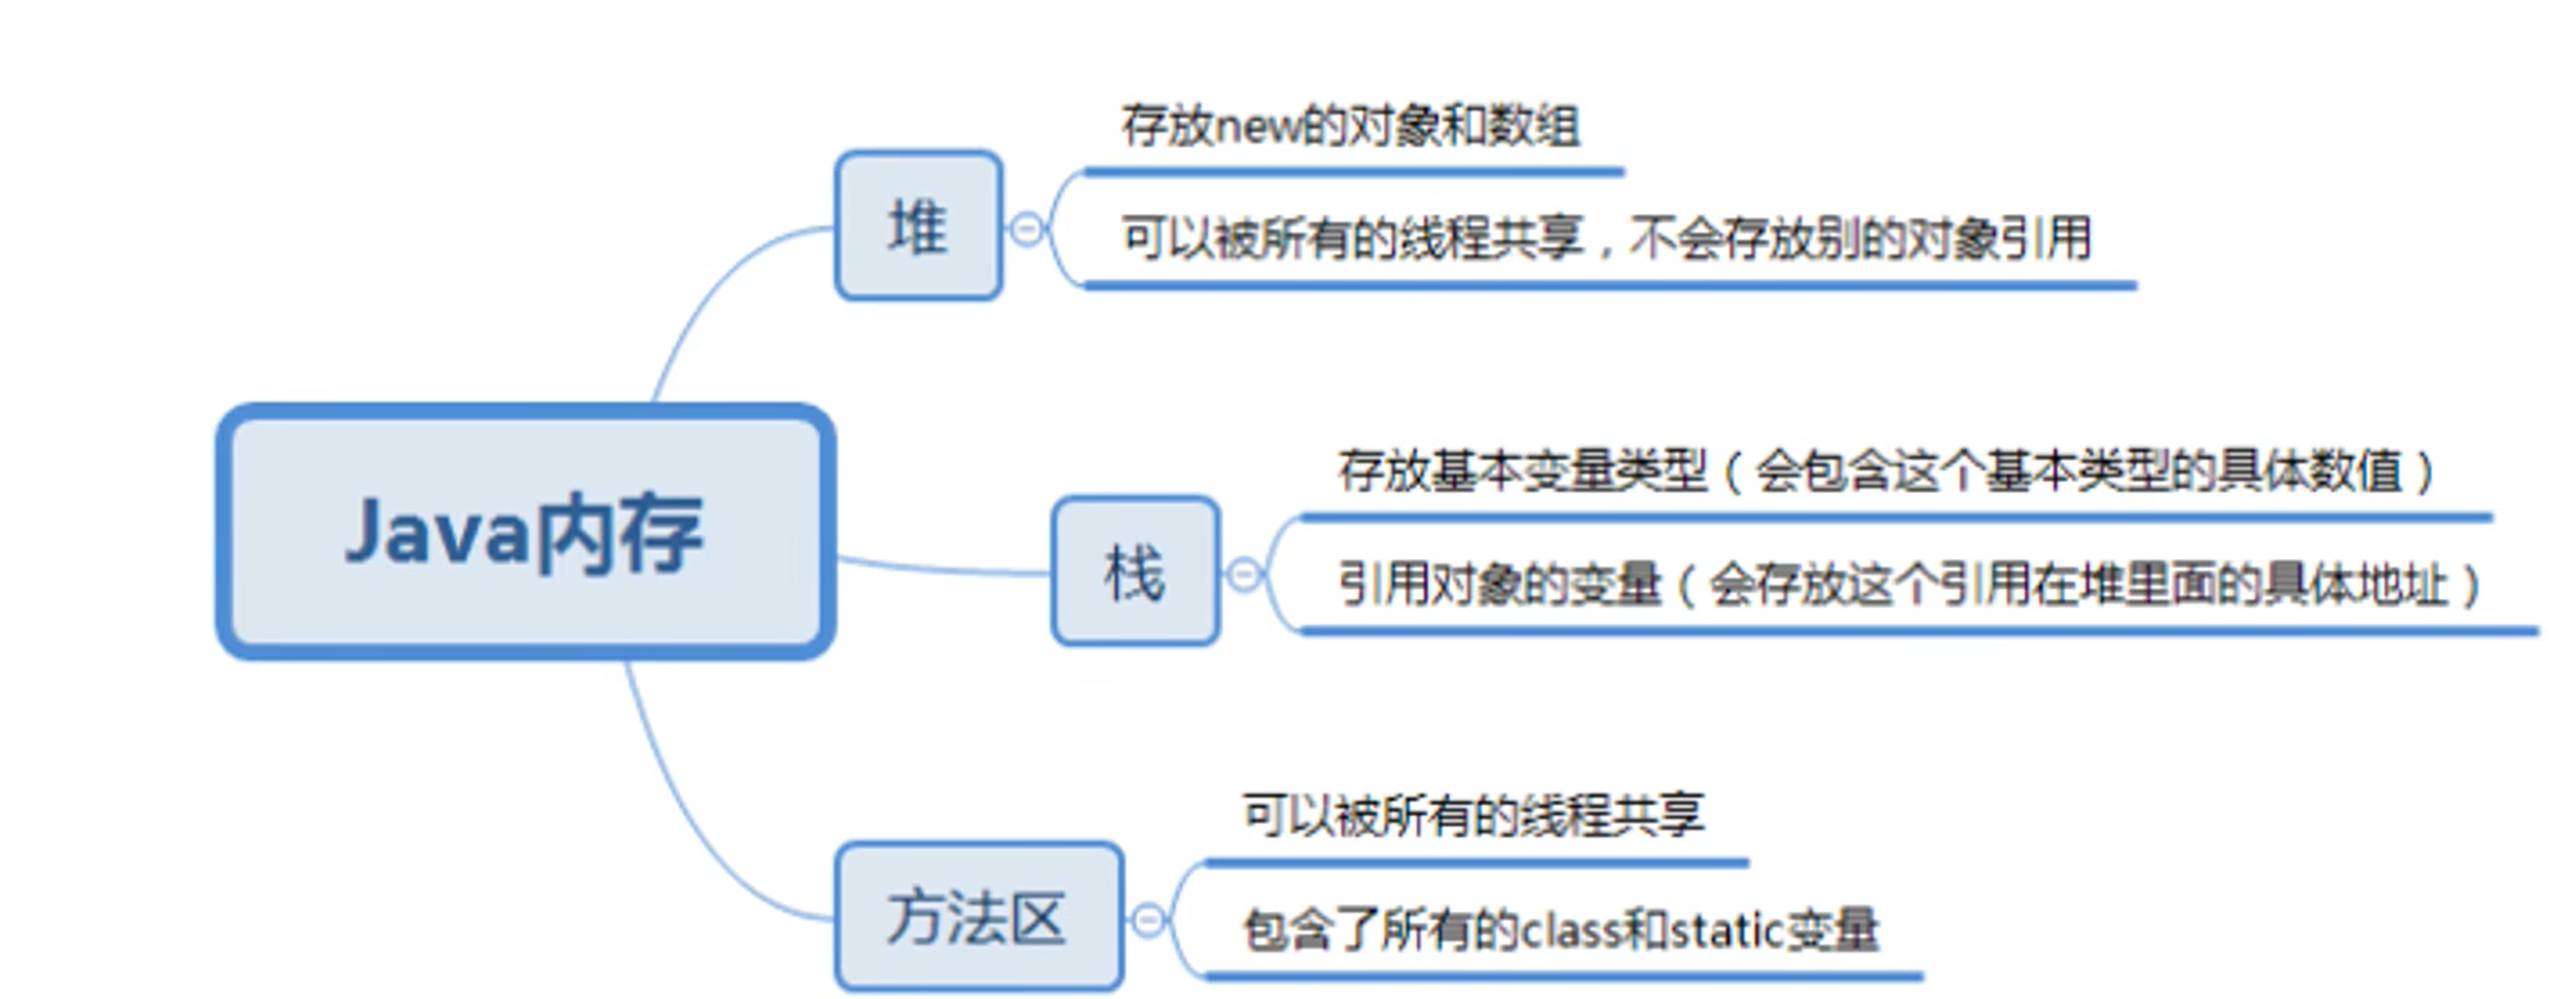 存放new的对象和数组
堆
可以被所有的线程共享，不会存放别的对象引用
存放基本变量类型（会包含这个基本类型的具体数值）
Java内存
栈
引用对象的变量（会存放这个引用在堆里面的具体地址）
可以被所有的线程共享
方法区
包含了所有的class和static变量